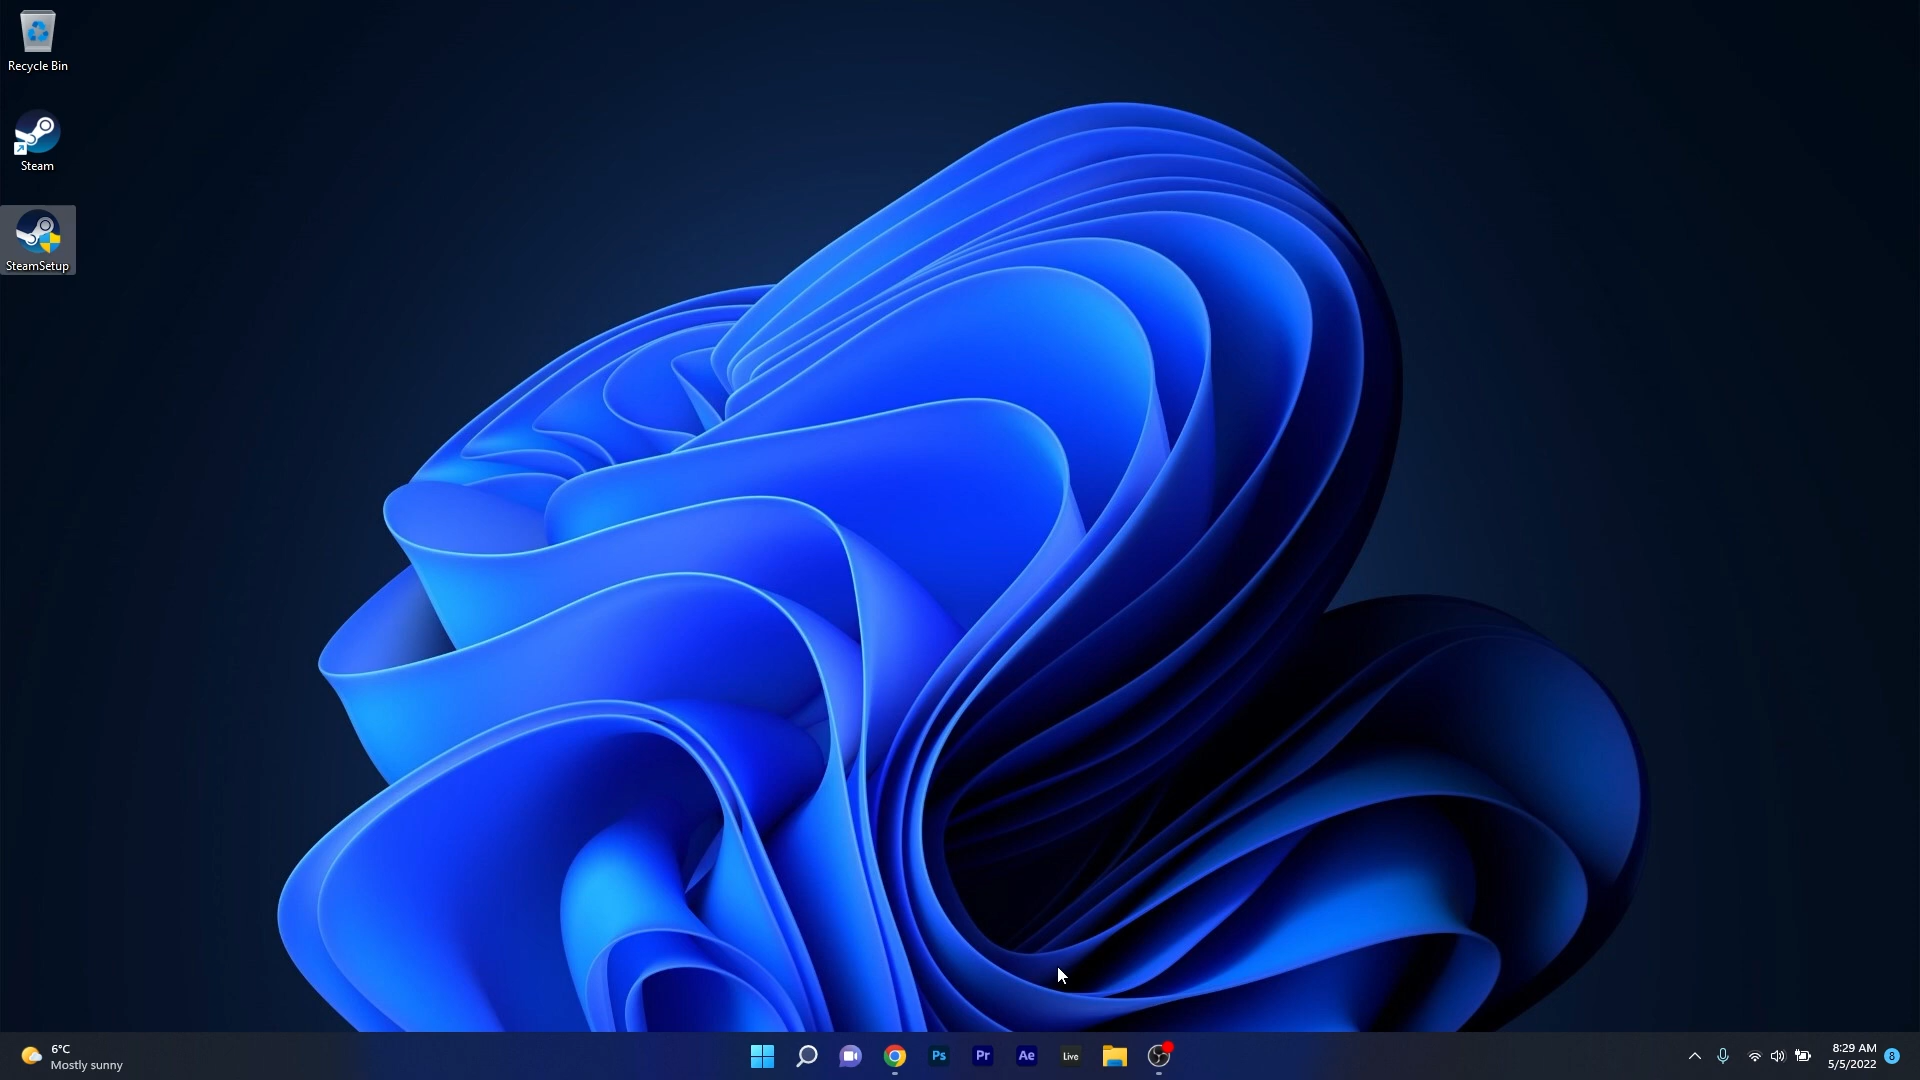 Recycle Bin
Steam
SteamSetup
6°C
Mostly sunny
Ps
Pr
Ae
Live
8:29 AM
5/5/2022
8